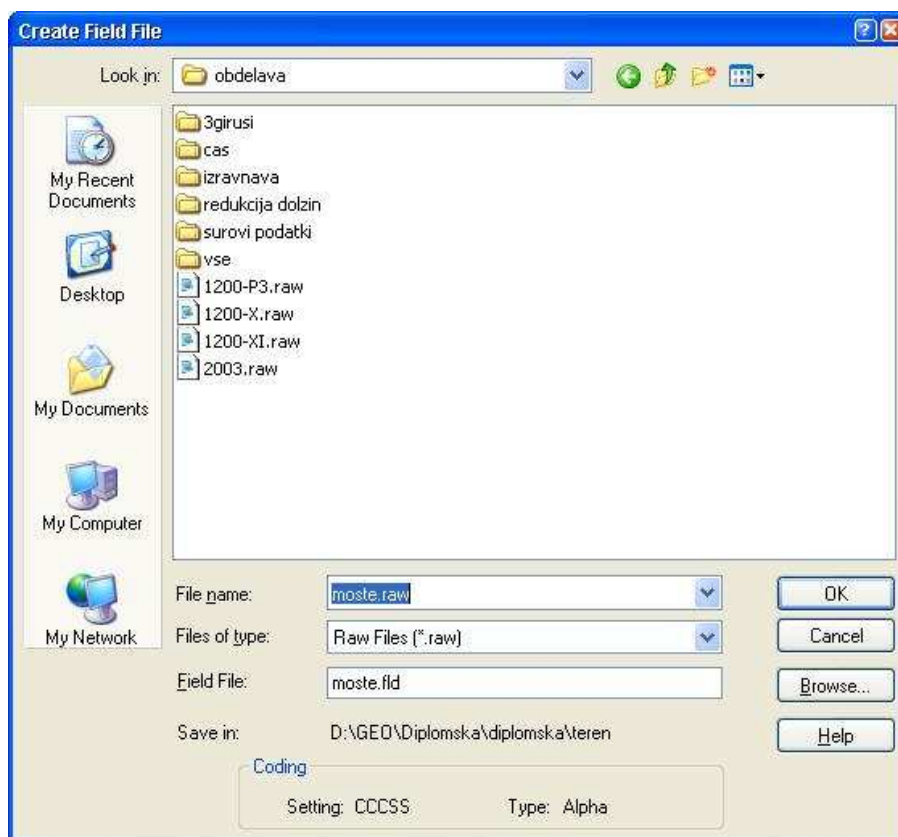 Create Field File
Look in: obdelava
3girusi
cas
izravnava
redukcija dolzin
surovi podatki
vse
1200-P3.raw
1200-X.raw
1200-XI.raw
2003.raw
My Recent
Documents
Desktop
My Documents
My Computer
My Network
File name: moste.raw OK
Files of type: Raw Files (*.raw) Cancel
Field File: moste.fld Browse...
Save in: D:\GEO\Diplomska\diplomska\teren Help
Coding
Setting: CCCSS Type: Alpha